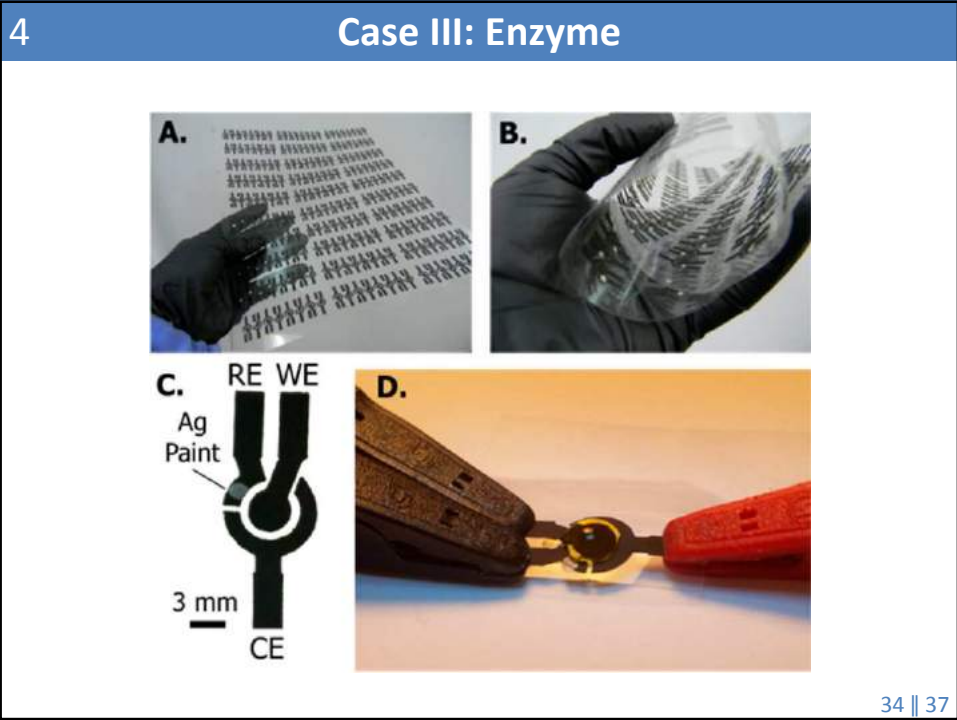 4
Case III: Enzyme
A.
B.
C.
RE WE
Ag
Paint
3 mm
CE
D.
34 ‖ 37